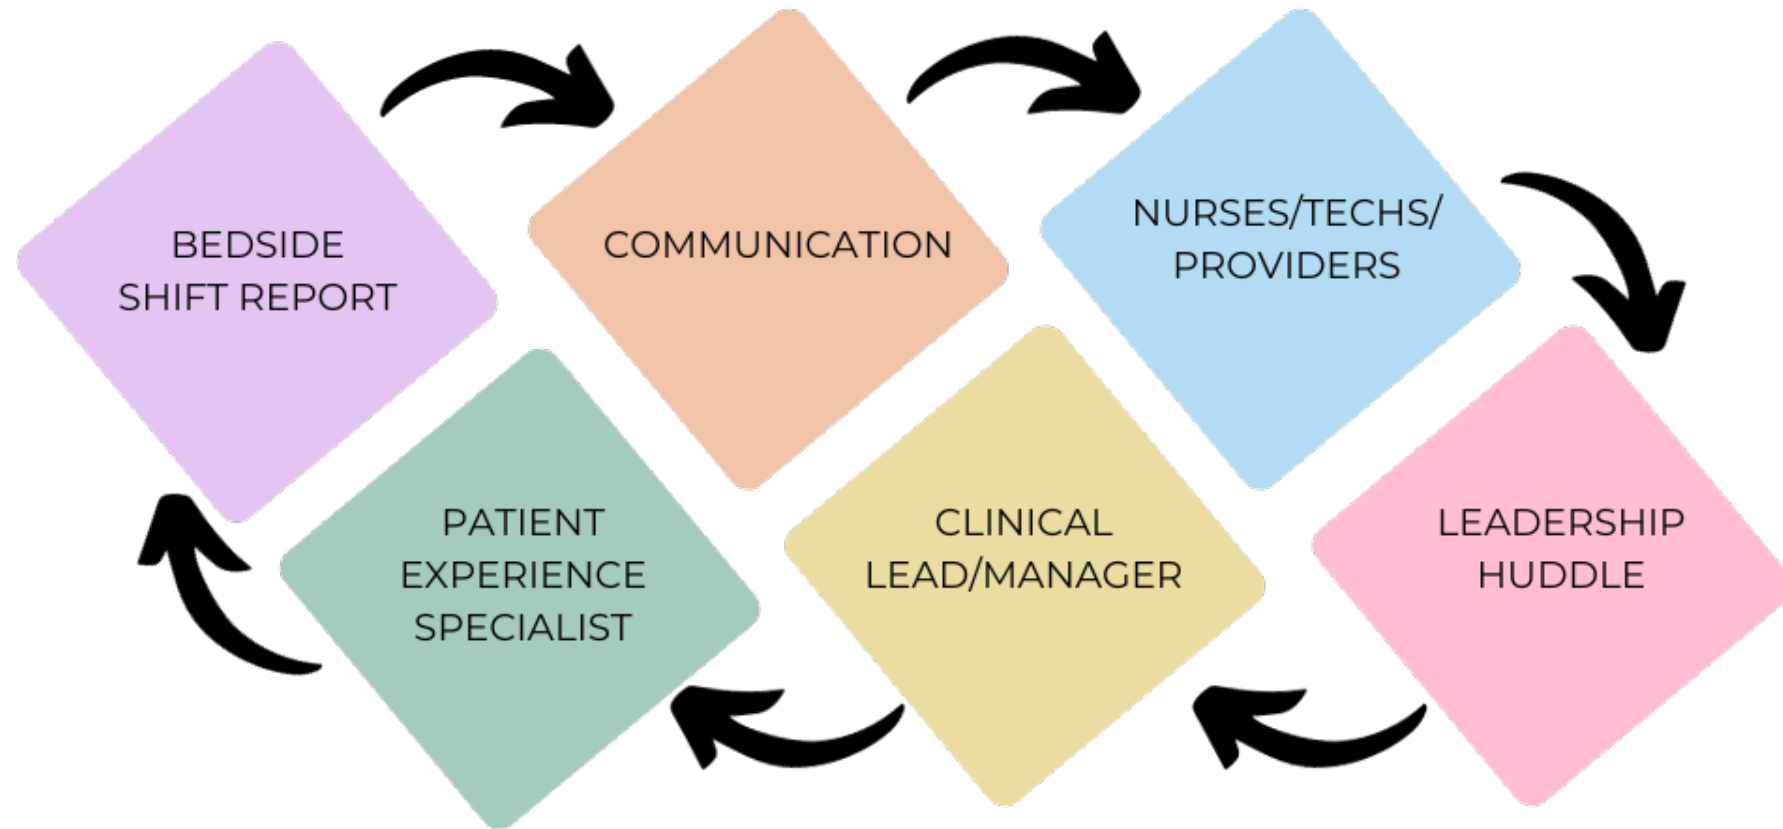 BEDSIDE
SHIFT REPORT
COMMUNICATION
NURSES/TECHS/
PROVIDERS
LEADERSHIP
HUDDLE
CLINICAL
LEAD/MANAGER
PATIENT
EXPERIENCE
SPECIALIST